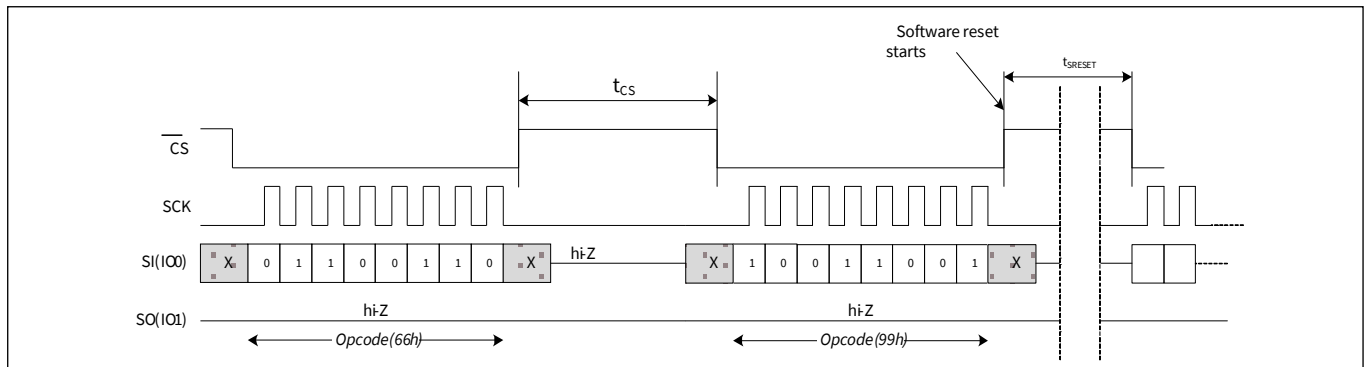 Software reset
starts
tSRESET
tCS
CS
SCK
SI(IO0) X 0 1 1 0 0 1 1 0 X hi-Z X 1 0 0 1 1 0 0 1 X
hi-Z hi-Z
SO(IO1)
Opcode(66h) Opcode(99h)